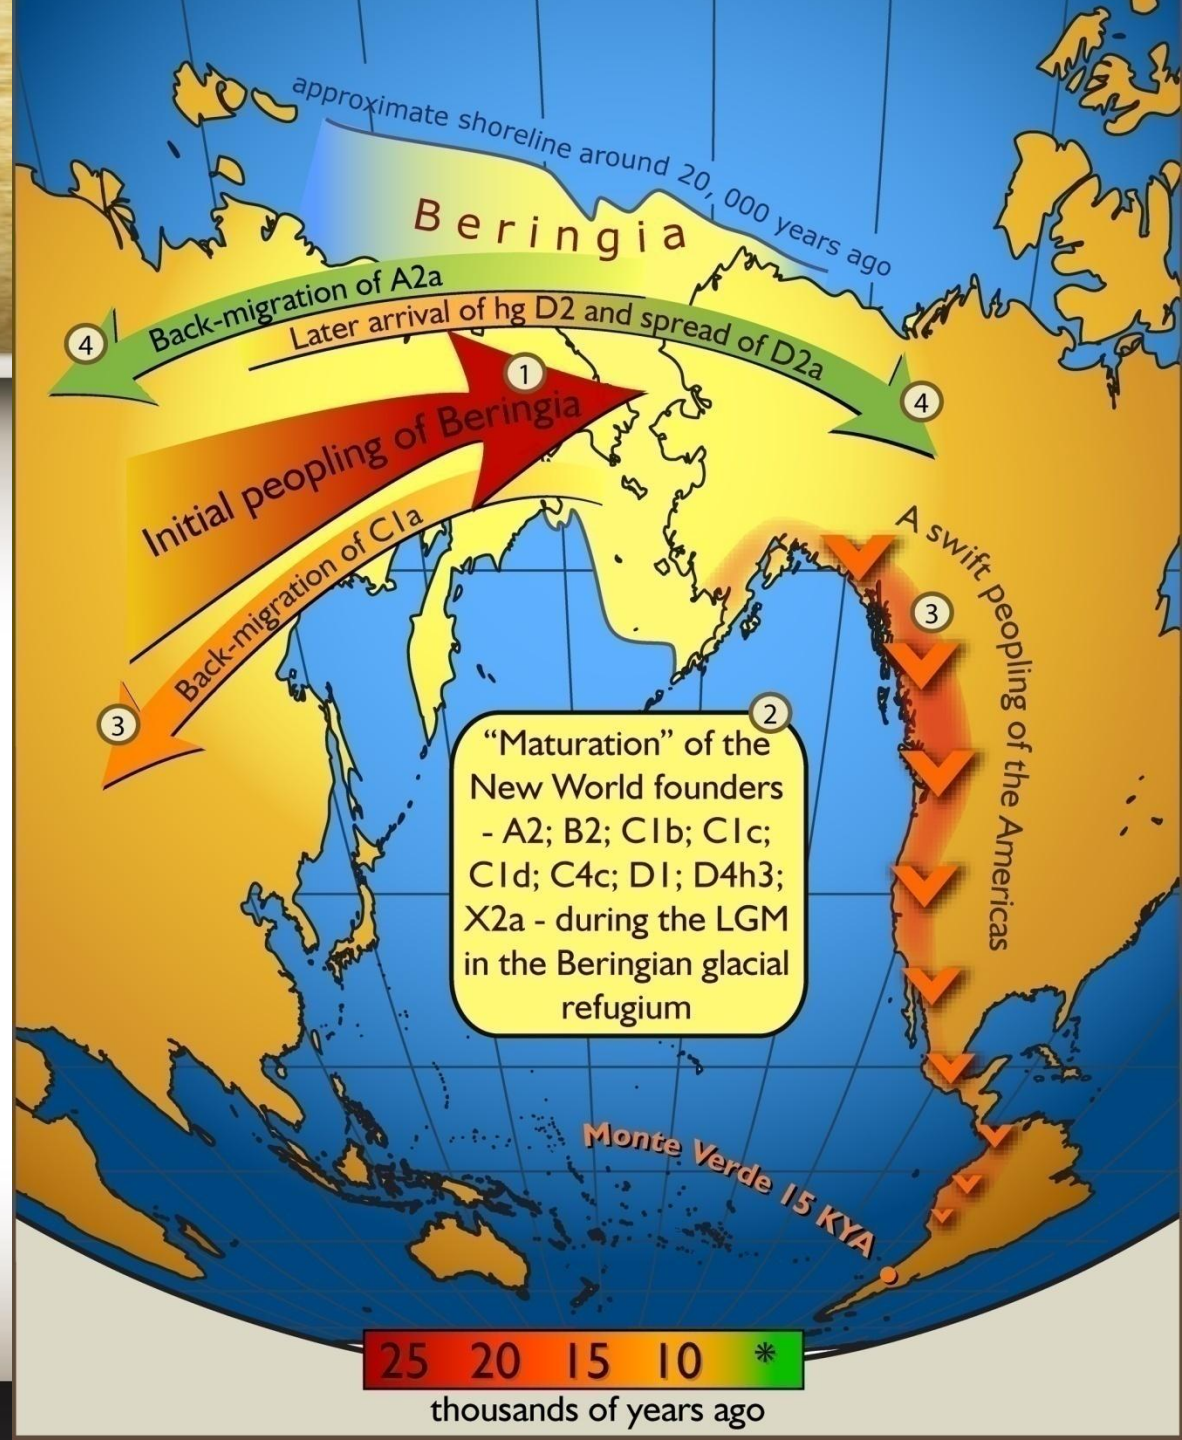 approximate shoreline around 20, 000 years ago
Beringia
Back-migration of A2a
Later arrival of hg D2 and spread of D2a
4
1
4
Initial peopling of Beringia
Back-migration of C1a
A swift peopling of the Americas
3
3
2
“Maturation” of the
New World founders
- A2; B2; C1b; C1c;
C1d; C4c; D1; D4h3;
X2a - during the LGM
in the Beringian glacial
refugium
Monte Verde 15 KYA
25 20 15 10 *
thousands of years ago